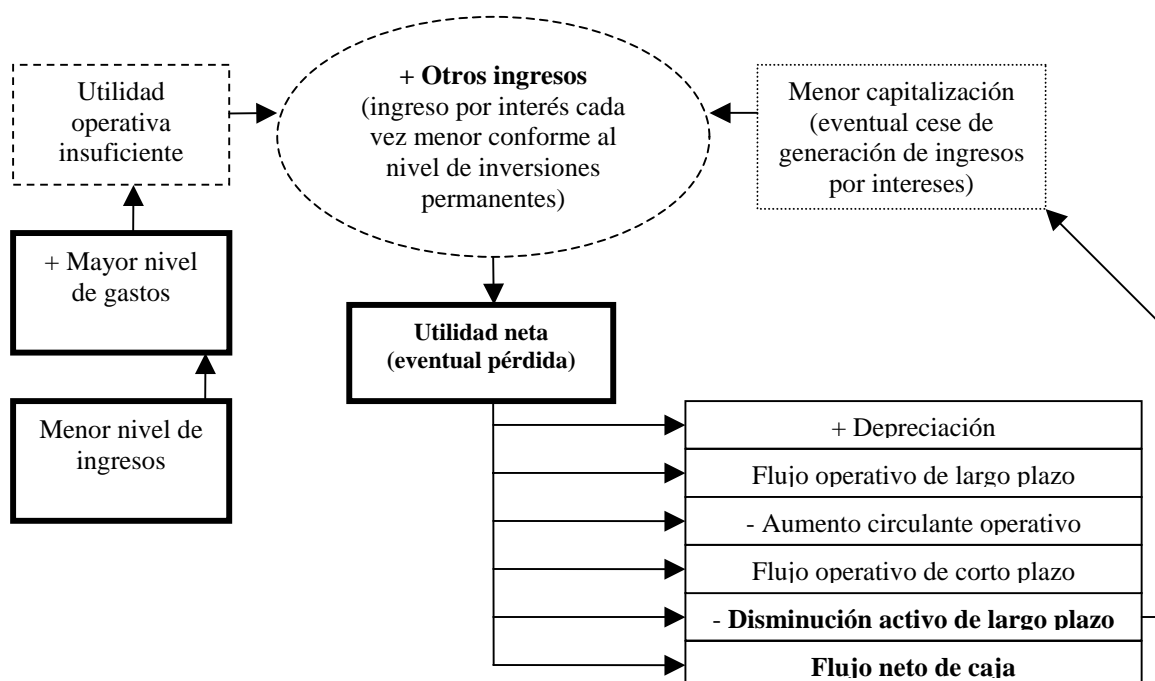 Utilidad
operativa
insuficiente
+ Otros ingresos
(ingreso por interés cada
vez menor conforme al
nivel de inversiones
permanentes)
Menor capitalización
(eventual cese de
generación de ingresos
por intereses)
+ Mayor nivel
de gastos
Menor nivel de
ingresos
Utilidad neta
(eventual pérdida)
+ Depreciación
Flujo operativo de largo plazo
- Aumento circulante operativo
Flujo operativo de corto plazo
- Disminución activo de largo plazo
Flujo neto de caja